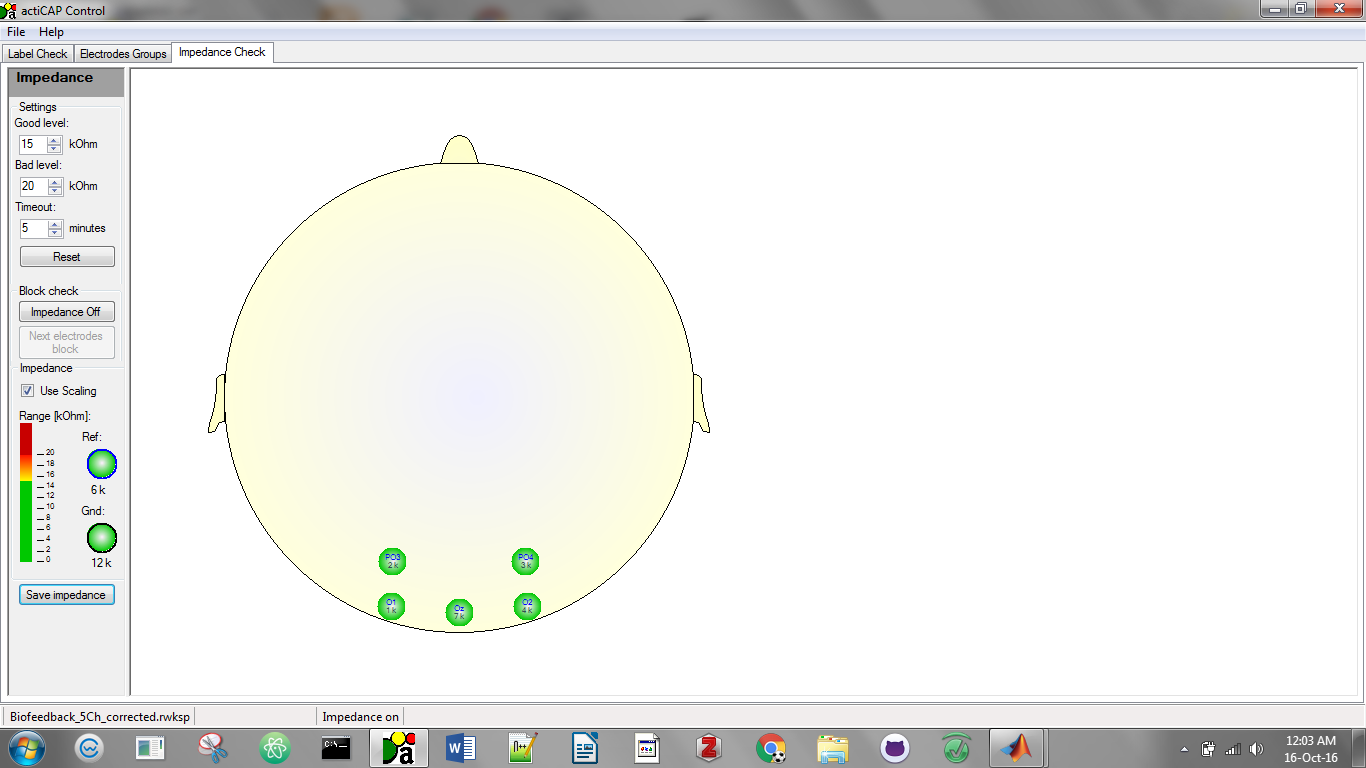 actiCAP Control
File Help
Label Check Electrodes Groups Impedance Check
Impedance
Settings
Good level:
15 kOhm
Bad level:
20 kOhm
Timeout:
5 minutes
Reset
Block check
Impedance Off
Next electrodes
block
Impedance
Use Scaling
Range [kOhm]:
Ref:
20
18
16
14
12
10
8
6
4
2
0
6 k
Gnd:
12 k
Save impedance
PO3
2 k
PO4
3 k
O1
1 k
Oz
7 k
O2
4 k
Biofeedback_5Ch_corrected.rwksp Impedance on
12:03 AM
16-Oct-16